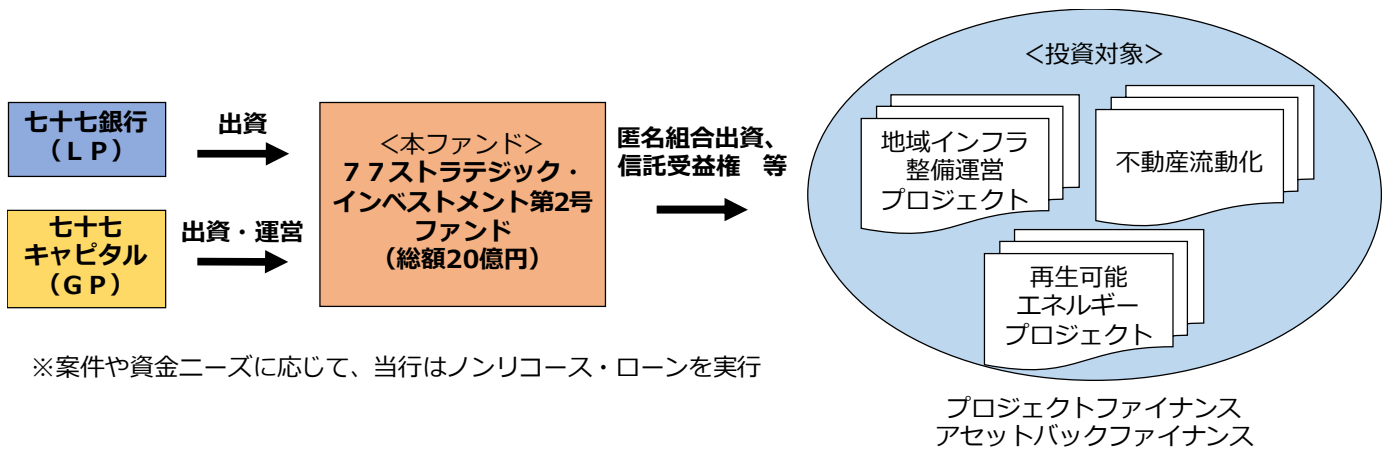 七十七銀行
（ＬＰ）
出資
七十七
キャピタル
（ＧＰ）
出資・運営
＜本ファンド＞
７７ストラテジック・
インベストメント第2号
ファンド
（総額20億円）
匿名組合出資、
信託受益権　等
＜投資対象＞
地域インフラ
整備運営
プロジェクト
不動産流動化
再生可能
エネルギー
プロジェクト
※案件や資金ニーズに応じて、当行はノンリコース・ローンを実行
プロジェクトファイナンス
アセットバックファイナンス